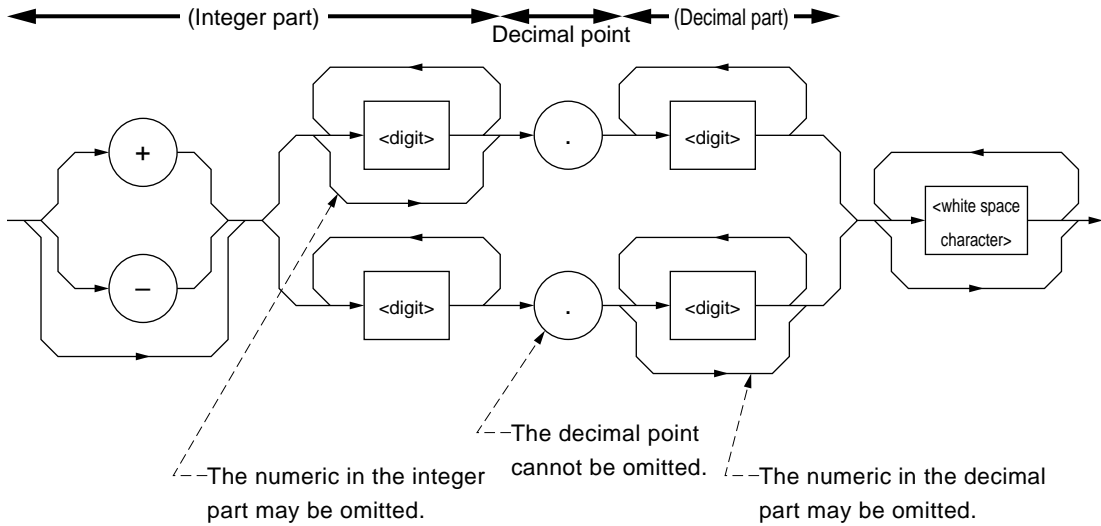 (Integer part)
Decimal point
(Decimal part)
+
<digit>
.
<digit>
<white space
character>
−
<digit>
.
<digit>
The decimal point
cannot be omitted.
The numeric in the integer
part may be omitted.
The numeric in the decimal
part may be omitted.